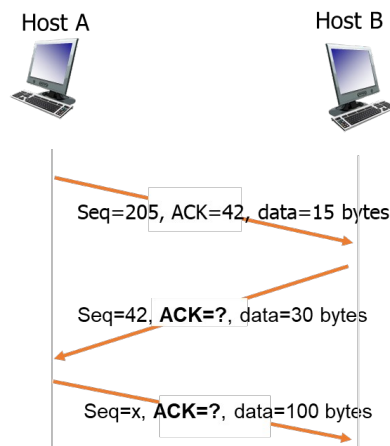 Host A
Host B
Seq=205, ACK=42, data=15 bytes
Seq=42, ACK=?, data=30 bytes
Seq=x, ACK=?, data=100 bytes